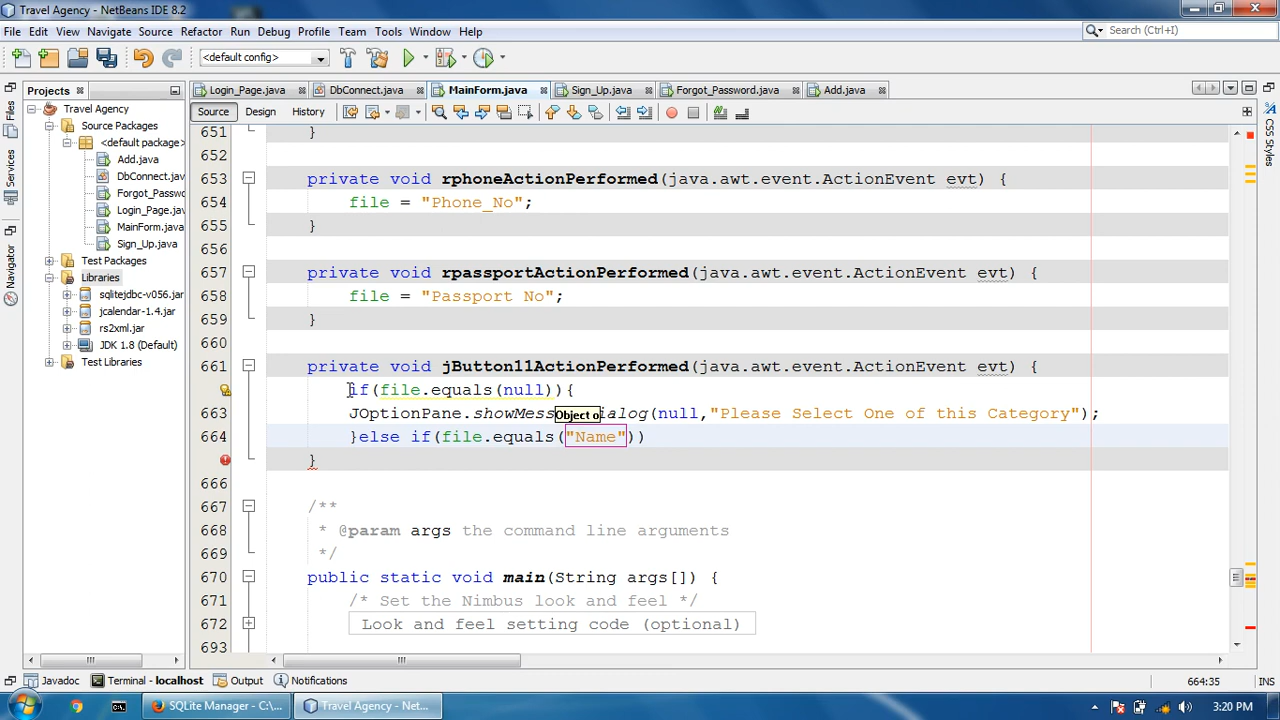 Travel Agency - NetBeans IDE 8.2
File Edit View Navigate Source Refactor Run Debug Profile Team Tools Window Help
Search (Ctrl+I)
<default config>
Projects
Login_Page.java DbConnect.java MainForm.java Sign_Up.java Forgot_Password.java Add.java
Source Design History
Files
Services
Navigator
CSS Styles
Travel Agency
Source Packages
<default package>
Add.java
DbConnect.java
Forgot_Passwo
Login_Page.java
MainForm.java
Sign_Up.java
Test Packages
Libraries
sqlitejdbc-v056.jar
jcalendar-1.4.jar
rs2xml.jar
JDK 1.8 (Default)
Test Libraries
651 }
652
653 private void rphoneActionPerformed(java.awt.event.ActionEvent evt) {
654 file = "Phone_No";
655 }
656
657 private void rpassportActionPerformed(java.awt.event.ActionEvent evt) {
658 file = "Passport No";
659 }
660
661 private void jButton11ActionPerformed(java.awt.event.ActionEvent evt) {
if(file.equals(null)){
Object o
663 JOptionPane.showMess ialog(null,"Please Select One of this Category");
664 }else if(file.equals("Name"))
}
666
667 /**
668 * @param args the command line arguments
669 */
670 public static void main(String args[]) {
671 /* Set the Nimbus look and feel */
672 Look and feel setting code (optional)
693
Javadoc Terminal - localhost Output Notifications
664:35 INS
SQLite Manager - C:\... Travel Agency - Net...
3:20 PM